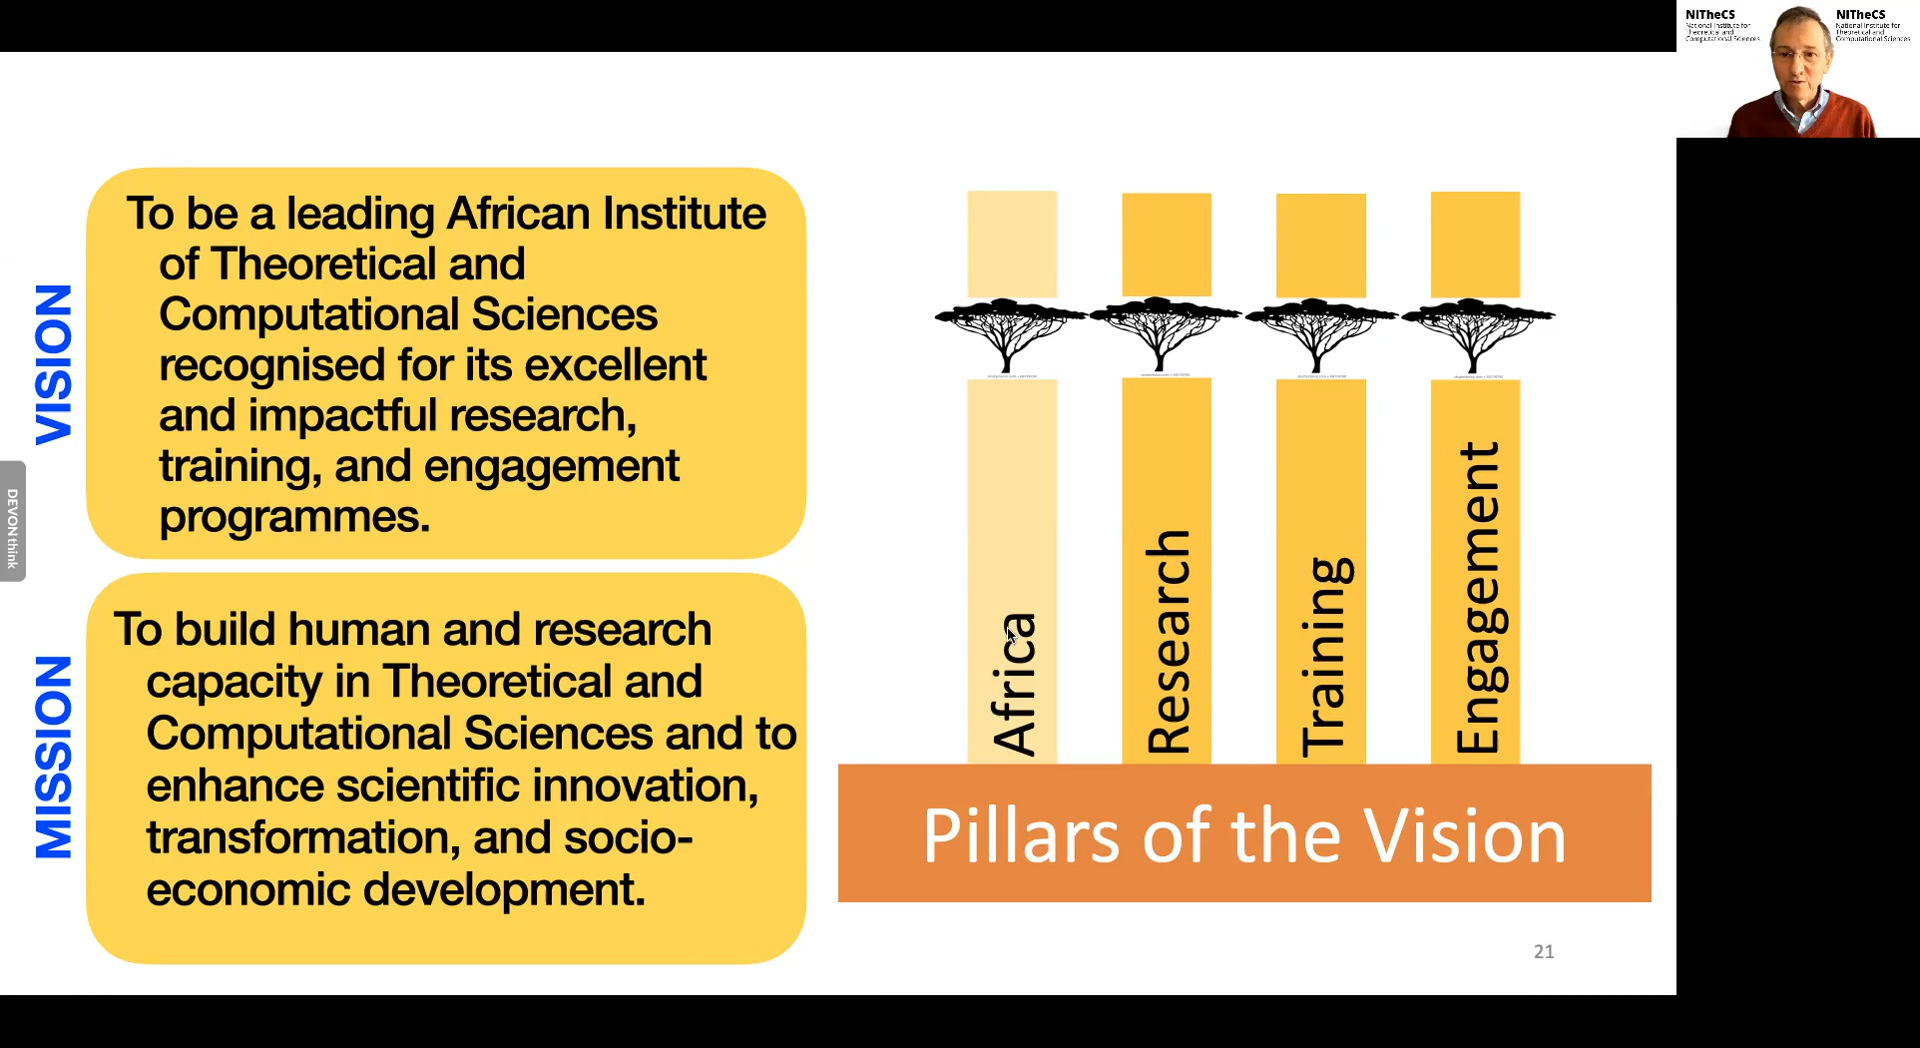 NITheCS
National Institute for
Theoretical and
Computational Sciences
NITheCS
National Institute for
Theoretical and
Computational Sciences
VISION
To be a leading African Institute
of Theoretical and
Computational Sciences
recognised for its excellent
and impactful research,
training, and engagement
programmes.
MISSION
To build human and research
capacity in Theoretical and
Computational Sciences and to
enhance scientific innovation,
transformation, and socio-
economic development.
Africa
Research
Training
Engagement
Pillars of the Vision
21
DEVONthink